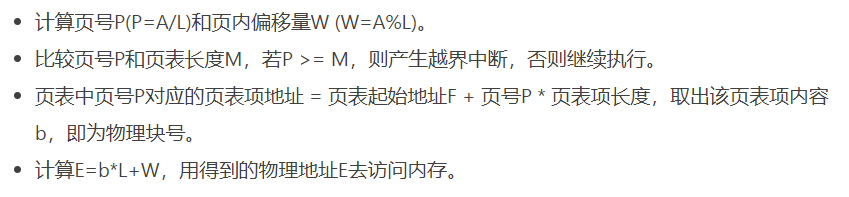 • 计算页号P(P=A/L)和页内偏移量W (W=A%L)。
• 比较页号P和页表长度M，若P >= M，则产生越界中断，否则继续执行。
• 页表中页号P对应的页表项地址 = 页表起始地址F + 页号P * 页表项长度，取出该页表项内容
b，即为物理块号。
• 计算E=b*L+W，用得到的物理地址E去访问内存。